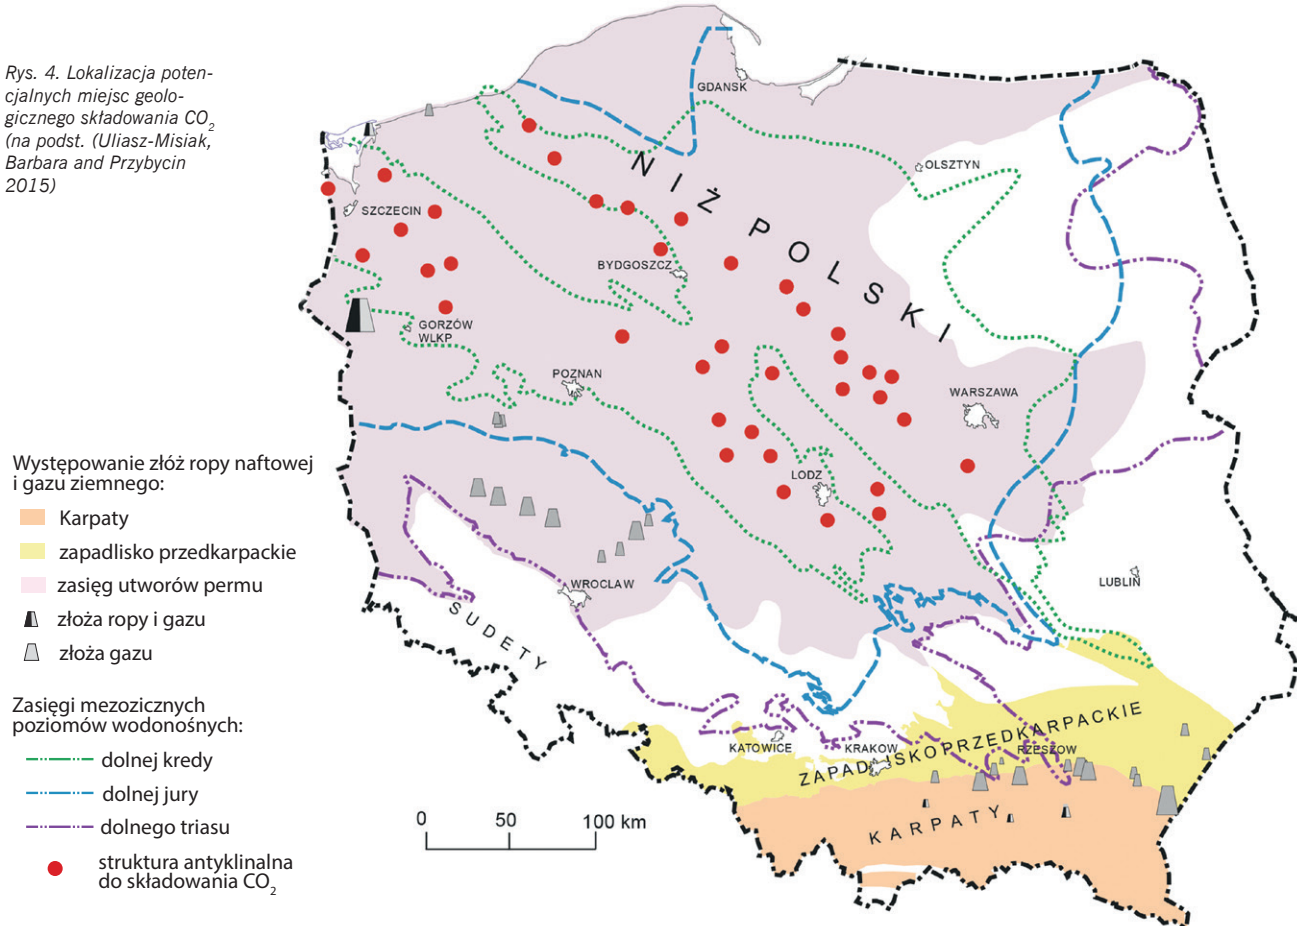 Rys. 4. Lokalizacja poten-
cjalnych miejsc geolo-
gicznego składowania CO₂
(na podst. (Uliasz-Misiak,
Barbara and Przybycin
2015)
GDANSK
OLSZTYN
NIŻ POLSKI
SZCZECIN
BYDGOSZCZ
GORZÓW
WLKP
POZNAN
WARSZAWA
LODZ
LUBLIN
WROCLAW
SUDETY
KATOWICE
KRAKOW
RZESZOW
ZAPADLISKO PRZEDKARPACKIE
KARPATY
0 50 100 km
Występowanie złóż ropy naftowej
i gazu ziemnego:
Karpaty
zapadlisko przedkarpackie
zasięg utworów permu
złoża ropy i gazu
złoża gazu
Zasięgi mezozicznych
poziomów wodonośnych:
dolnej kredy
dolnej jury
dolnego triasu
struktura antyklinalna
do składowania CO₂